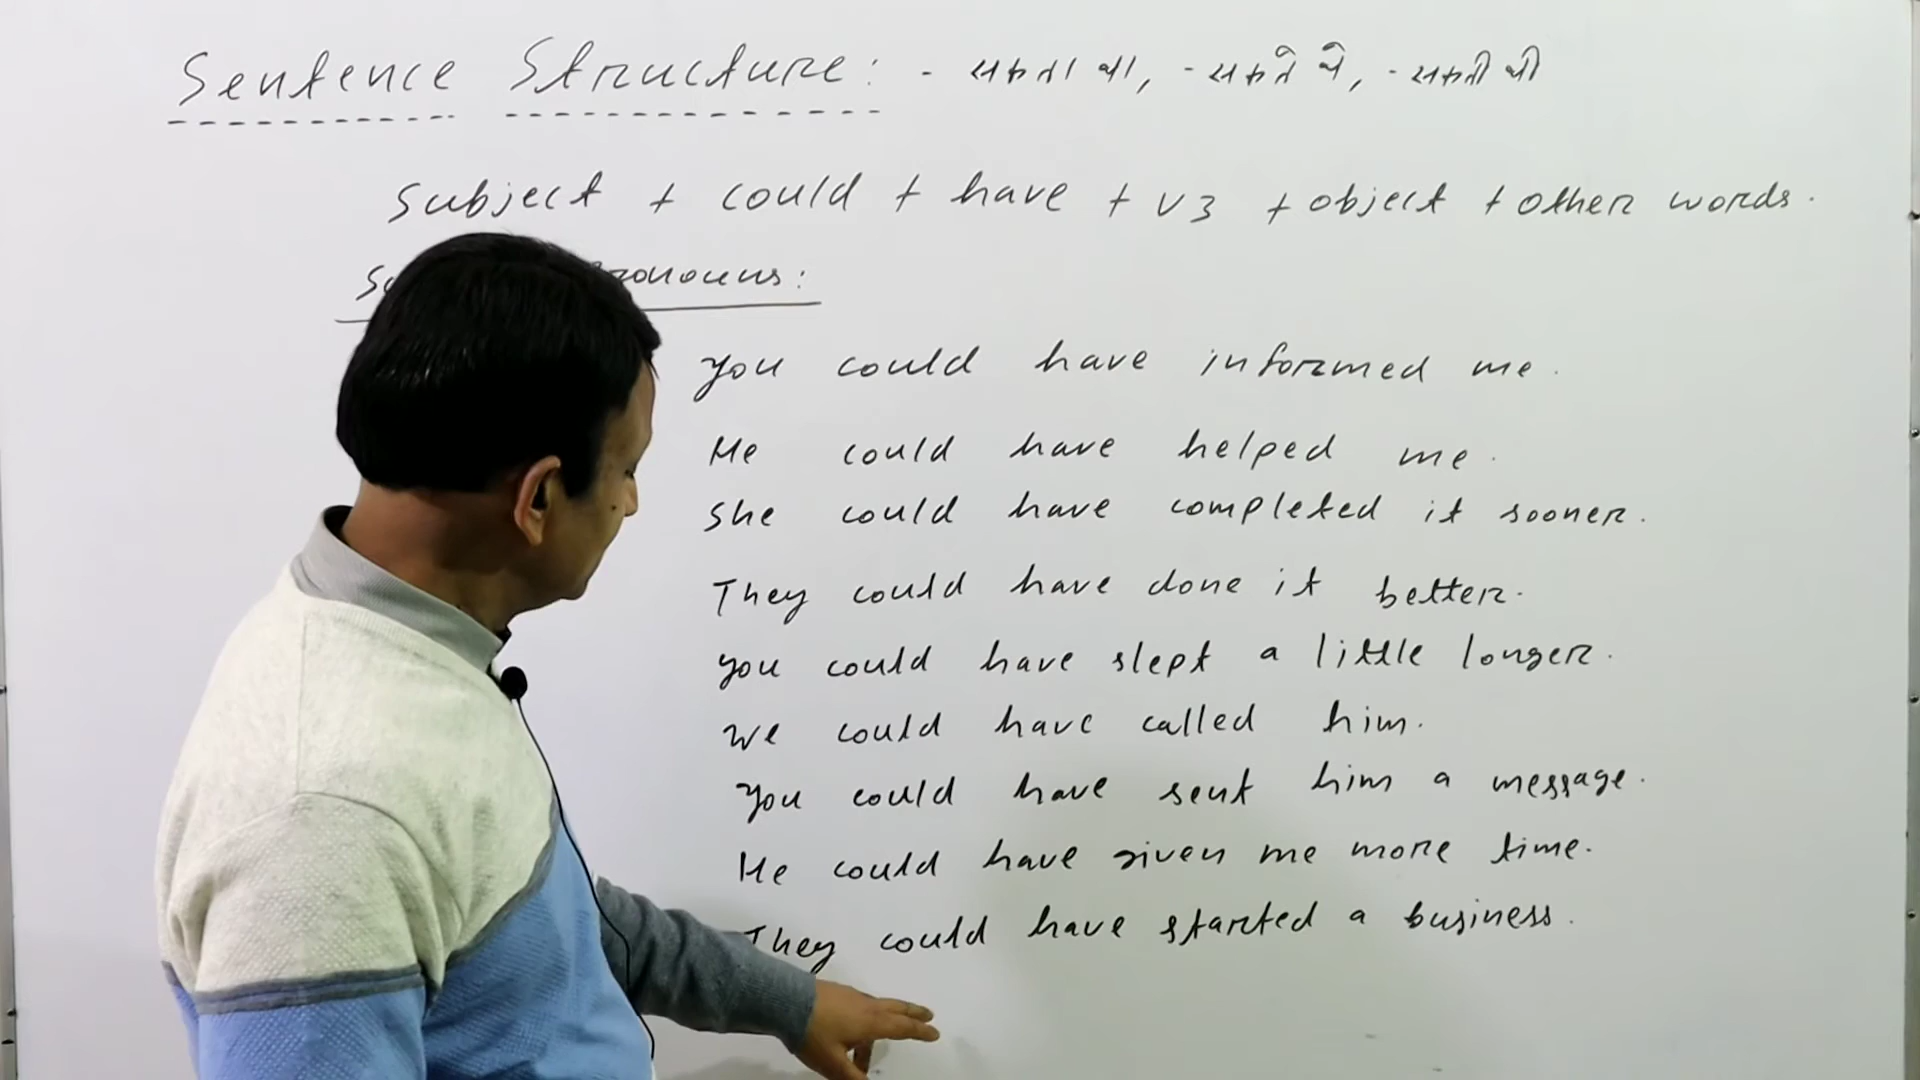 Sentence Structure: - सकता था, - सकते थे, - सकती थी
Subject + could + have + V3 + object + other words.
Pronouns:
You could have informed me.
He could have helped me.
She could have completed it sooner.
They could have done it better.
You could have slept a little longer.
We could have called him.
You could have sent him a message.
He could have given me more time.
They could have started a business.